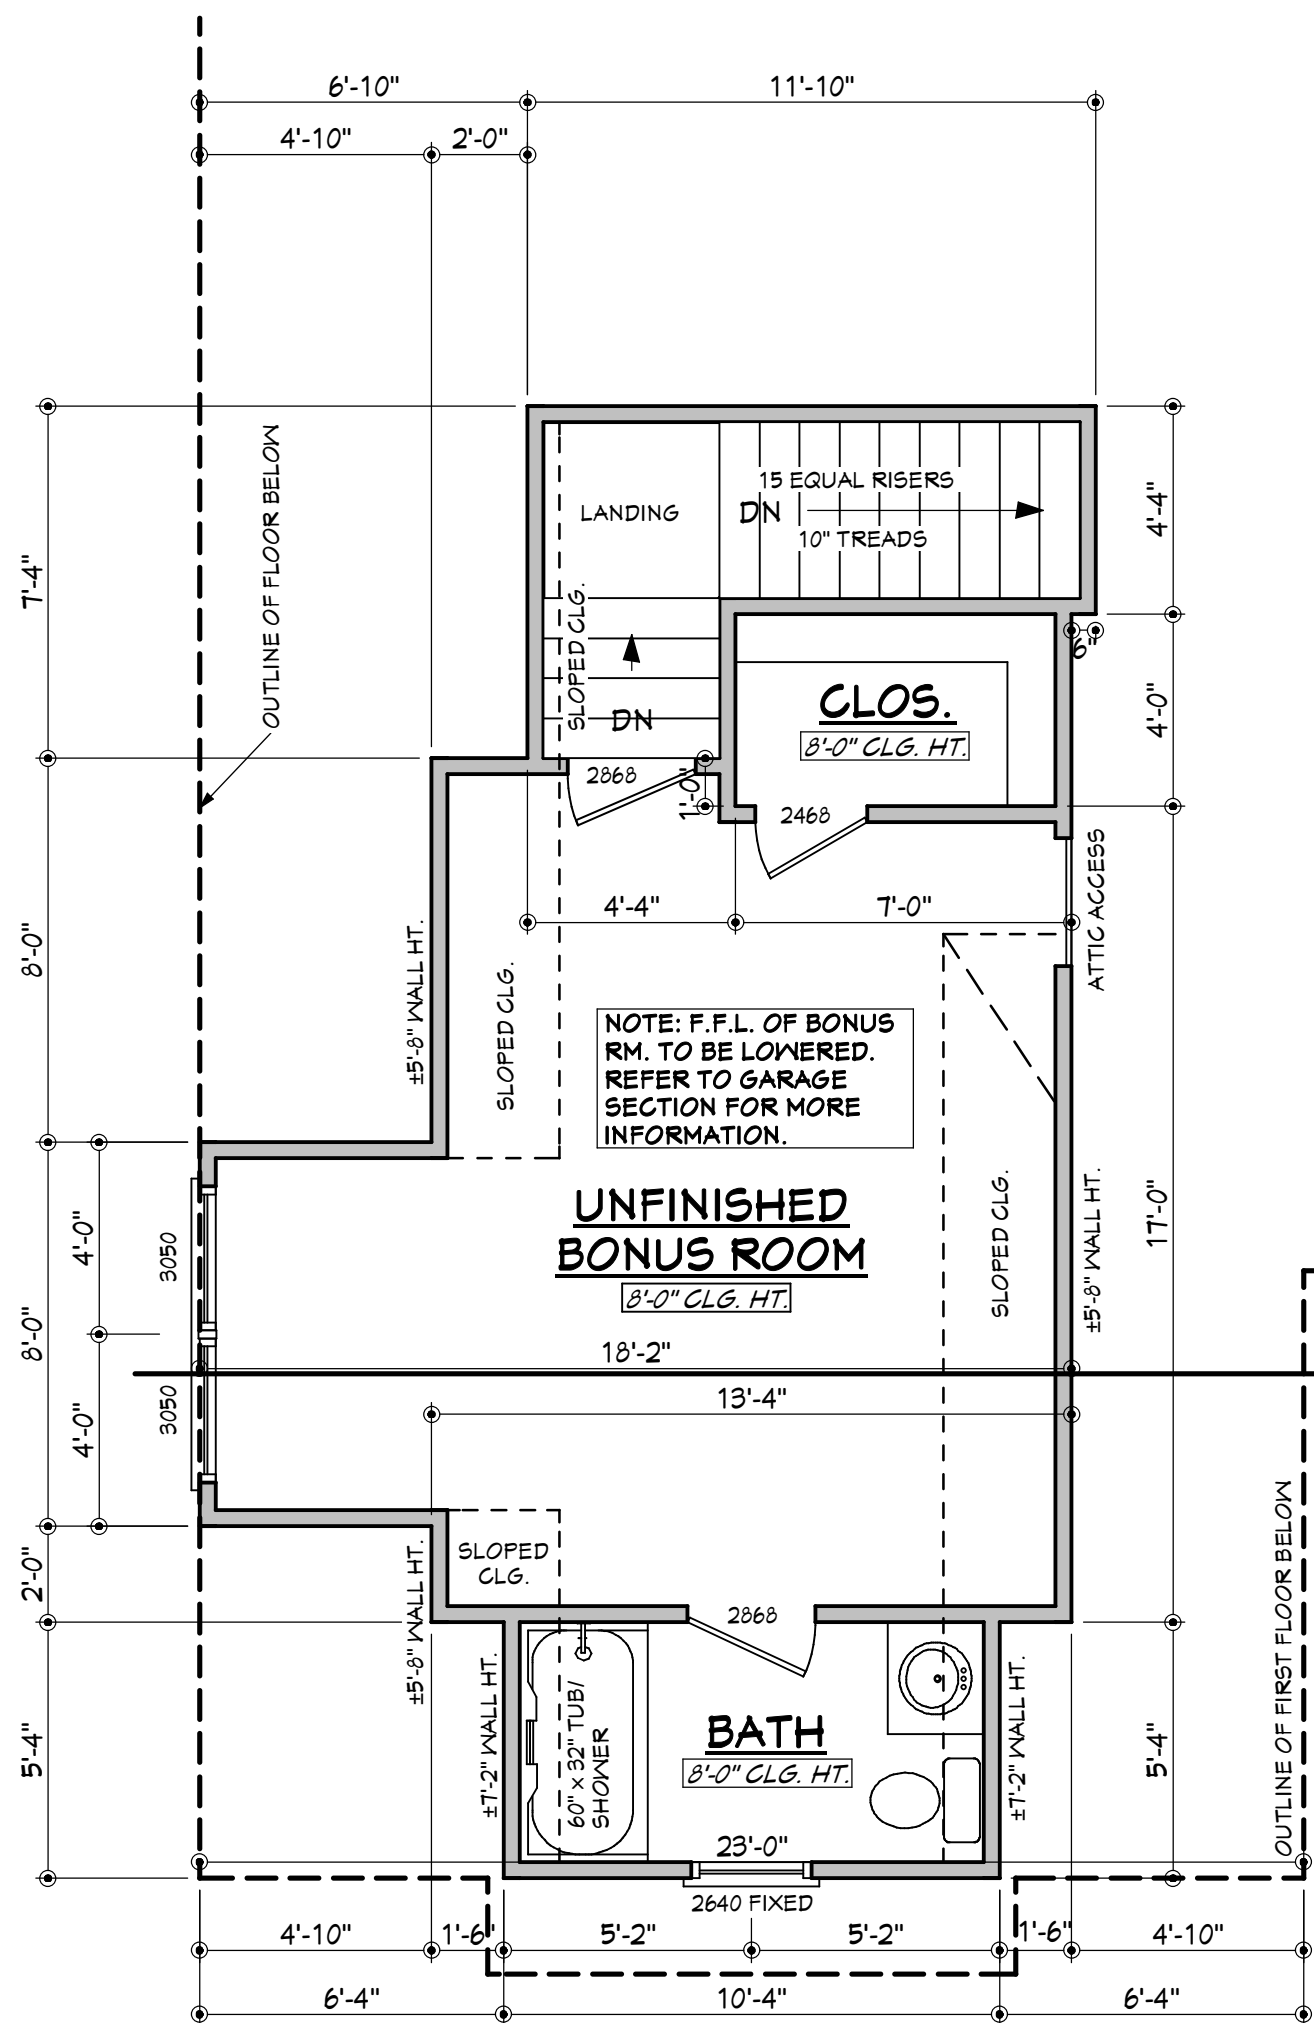 6'-10"
11'-10"
4'-10"
2'-0"
OUTLINE OF FLOOR BELOW
7'-4"
LANDING
15 EQUAL RISERS
DN
10" TREADS
4'-4"
SLOPED CLG.
DN
6"
CLOS.
8'-0" CLG. HT.
4'-0"
2868
1'-0"
2468
ATTIC ACCESS
4'-4"
7'-0"
8'-0"
±5'-8" WALL HT.
SLOPED CLG.
NOTE: F.F.L. OF BONUS
RM. TO BE LOWERED.
REFER TO GARAGE
SECTION FOR MORE
INFORMATION.
UNFINISHED
BONUS ROOM
8'-0" CLG. HT.
SLOPED CLG.
±5'-8" WALL HT.
17'-0"
4'-0"
3050
8'-0"
18'-2"
13'-4"
4'-0"
3050
SLOPED
CLG.
2'-0"
±5'-8" WALL HT.
2868
OUTLINE OF FIRST FLOOR BELOW
5'-4"
±7'-2" WALL HT.
60" x 32" TUB/
SHOWER
BATH
8'-0" CLG. HT.
±7'-2" WALL HT.
5'-4"
23'-0"
2640 FIXED
4'-10"
1'-6"
5'-2"
5'-2"
1'-6"
4'-10"
6'-4"
10'-4"
6'-4"